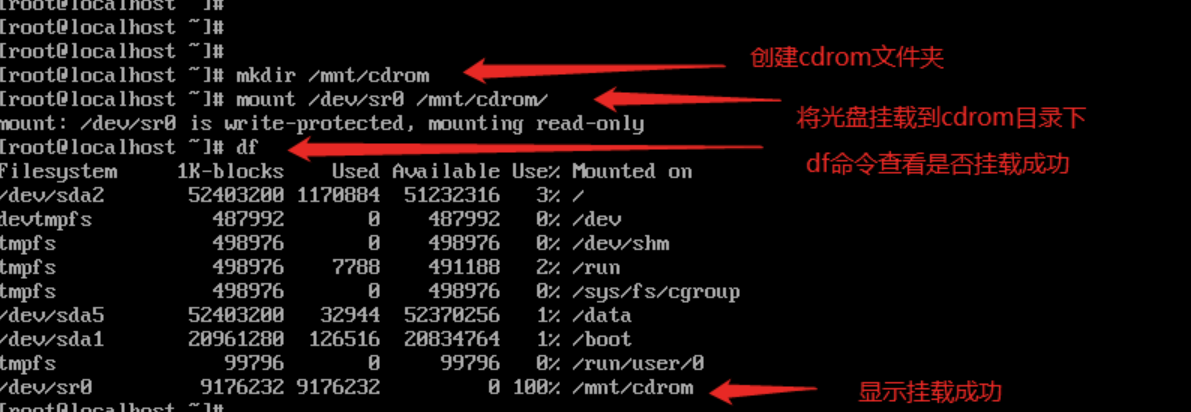 [root@localhost ~]#
[root@localhost ~]#
[root@localhost ~]#
[root@localhost ~]# mkdir /mnt/cdrom
创建cdrom文件夹
[root@localhost ~]# mount /dev/sr0 /mnt/cdrom/
将光盘挂载到cdrom目录下
mount: /dev/sr0 is write-protected, mounting read-only
[root@localhost ~]# df
df命令查看是否挂载成功
Filesystem 1K-blocks Used Available Use% Mounted on
/dev/sda2 52403200 1170884 51232316 3% /
devtmpfs 487992 0 487992 0% /dev
tmpfs 498976 0 498976 0% /dev/shm
tmpfs 498976 7788 491188 2% /run
tmpfs 498976 0 498976 0% /sys/fs/cgroup
/dev/sda5 52403200 32944 52370256 1% /data
/dev/sda1 20961280 126516 20834764 1% /boot
tmpfs 99796 0 99796 0% /run/user/0
/dev/sr0 9176232 9176232 0 100% /mnt/cdrom
显示挂载成功
[root@localhost ~]#